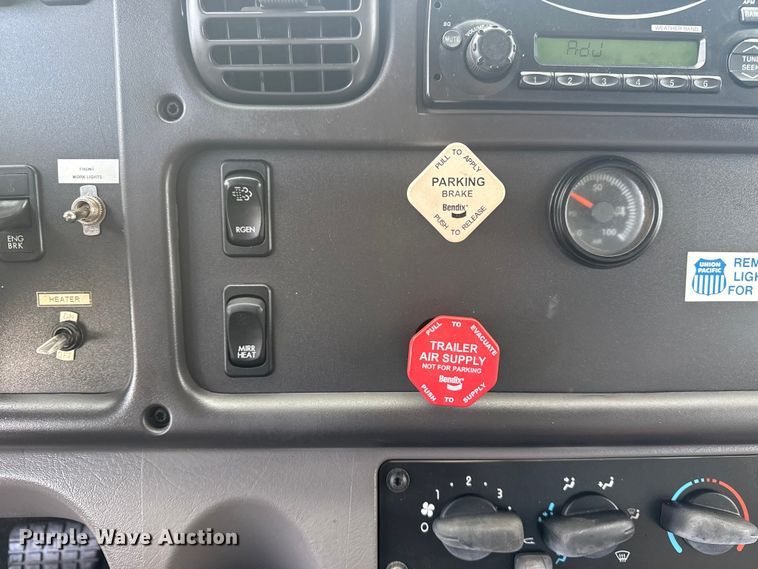 WEATHER BAND
MUTE
VOLUME
AdJ
TUNE
SEEK
1 2 3 4 5 6
FRONT
WORK LIGHTS
ENG
BRK
RGEN
PULL TO APPLY
PARKING
BRAKE
Bendix
PUSH TO RELEASE
0 50 100
AIR
UNION
PACIFIC
REM
LIGH
FOR
HEATER
MIRR
HEAT
PULL TO EVACUATE
TRAILER
AIR SUPPLY
NOT FOR PARKING
Bendix
PUSH TO SUPPLY
0 1 2 3
Purple Wave Auction